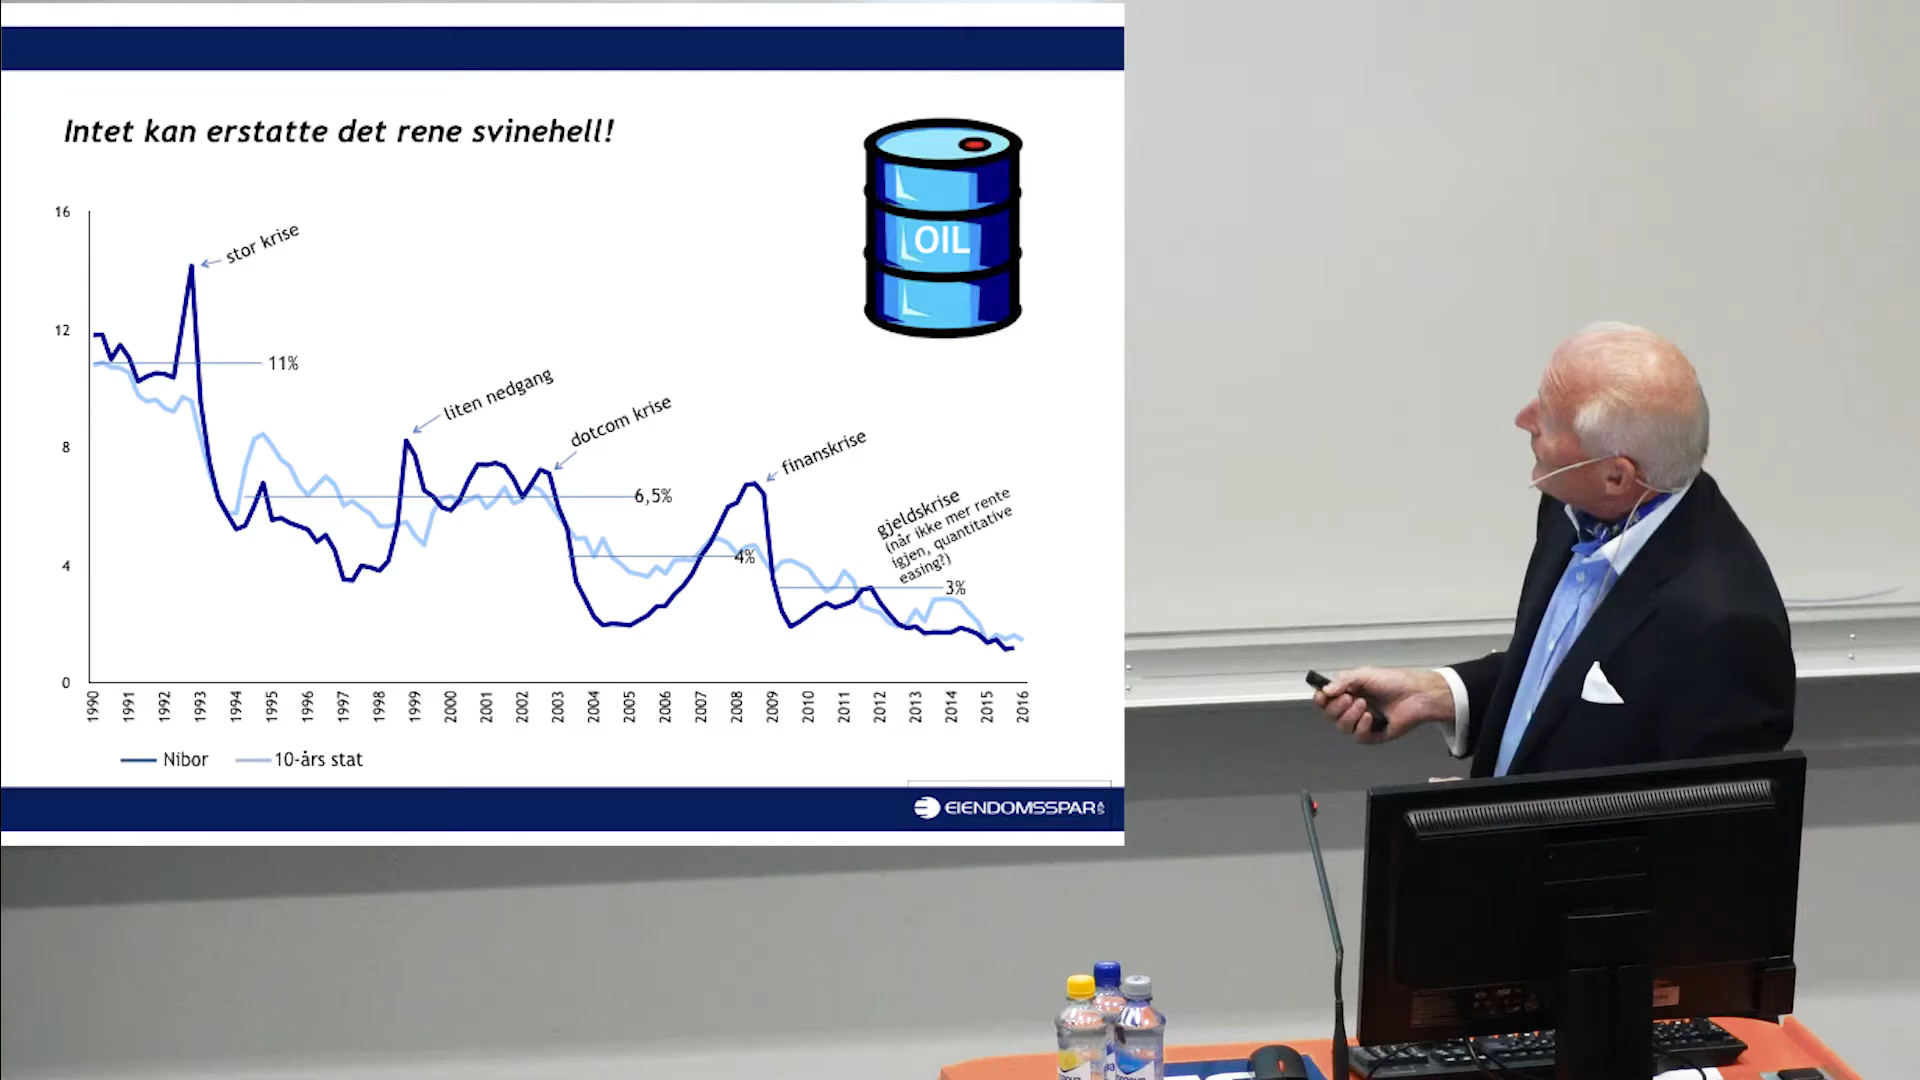 Intet kan erstatte det rene svinehell!
OIL
16
12
8
4
0
stor krise
11%
liten nedgang
dotcom krise
6,5%
finanskrise
4%
gjeldskrise
(når ikke mer rente
igjen, quantitative
easing?)
3%
1990
1991
1992
1993
1994
1995
1996
1997
1998
1999
2000
2001
2002
2003
2004
2005
2006
2007
2008
2009
2010
2011
2012
2013
2014
2015
2016
Nibor
10-års stat
EIENDOMSSPAR AS